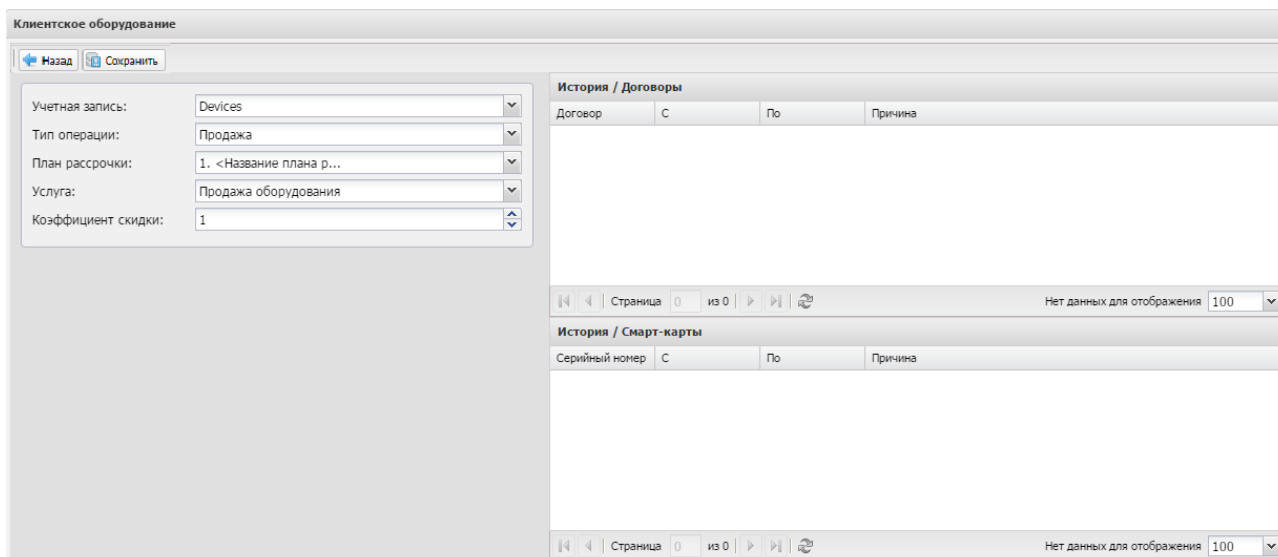 Клиентское оборудование
Назад Сохранить
Учетная запись: Devices
Тип операции: Продажа
План рассрочки: 1. <Название плана р...
Услуга: Продажа оборудования
Коэффициент скидки: 1
История / Договоры
Договор С По Причина
Страница 0 из 0 Нет данных для отображения 100
История / Смарт-карты
Серийный номер С По Причина
Страница 0 из 0 Нет данных для отображения 100